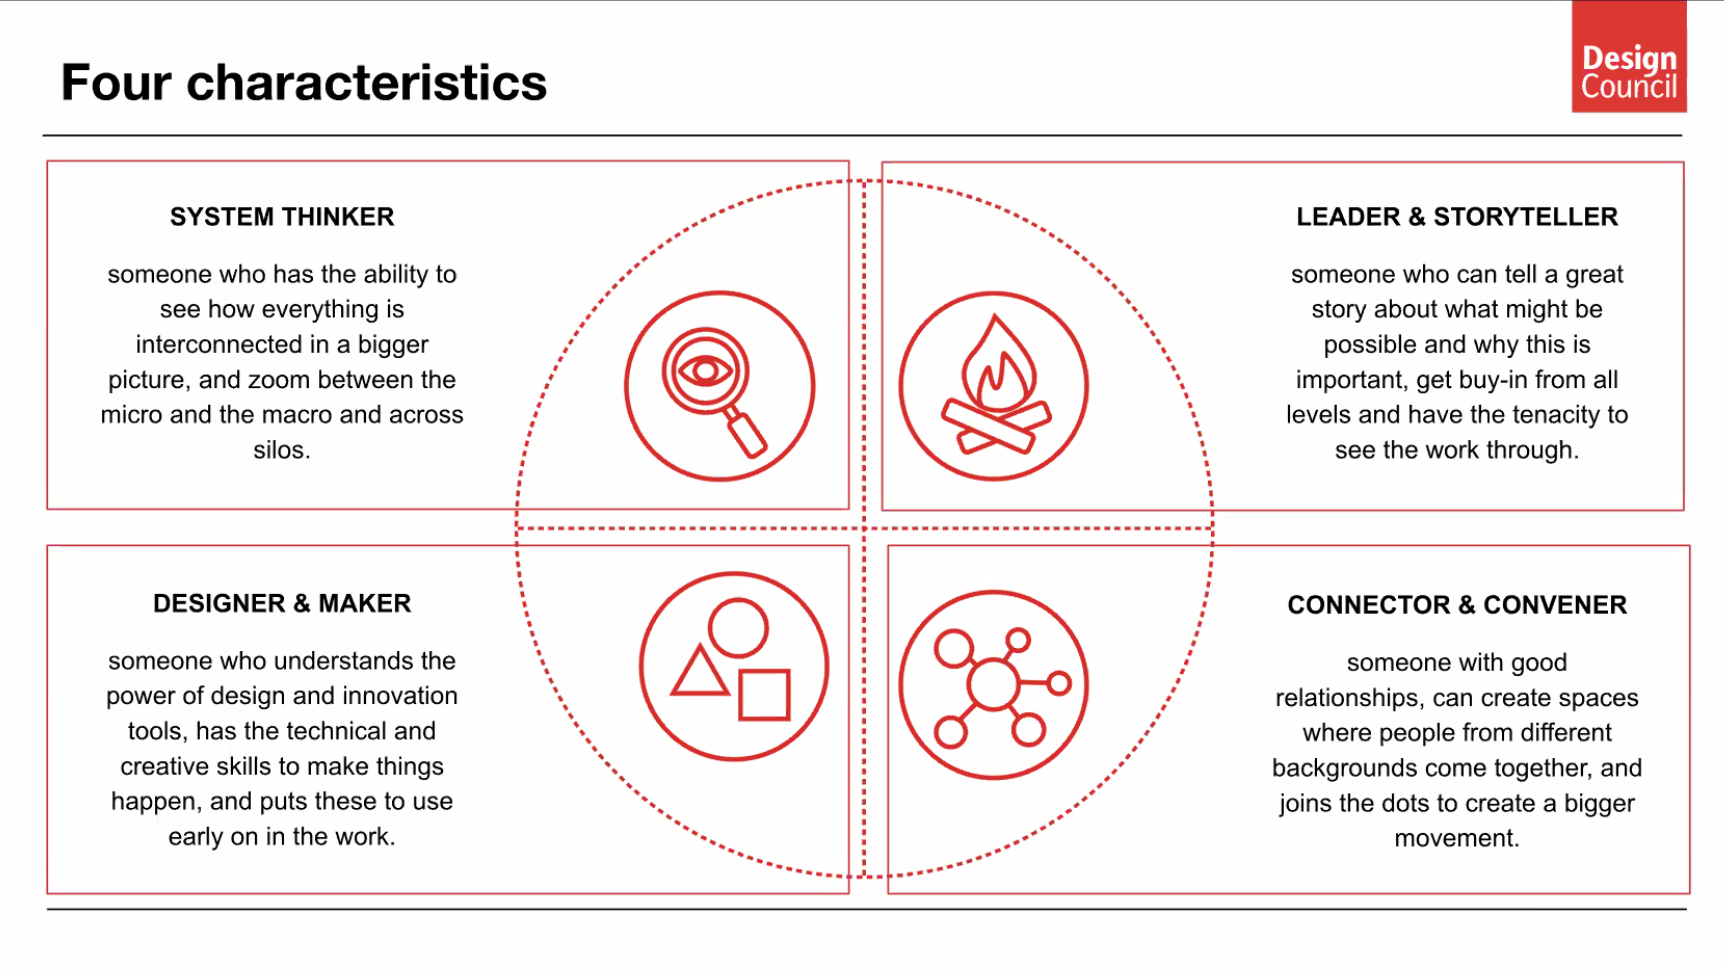 Four characteristics
Design
Council
SYSTEM THINKER
someone who has the ability to
see how everything is
interconnected in a bigger
picture, and zoom between the
micro and the macro and across
silos.
LEADER & STORYTELLER
someone who can tell a great
story about what might be
possible and why this is
important, get buy-in from all
levels and have the tenacity to
see the work through.
DESIGNER & MAKER
someone who understands the
power of design and innovation
tools, has the technical and
creative skills to make things
happen, and puts these to use
early on in the work.
CONNECTOR & CONVENER
someone with good
relationships, can create spaces
where people from different
backgrounds come together, and
joins the dots to create a bigger
movement.